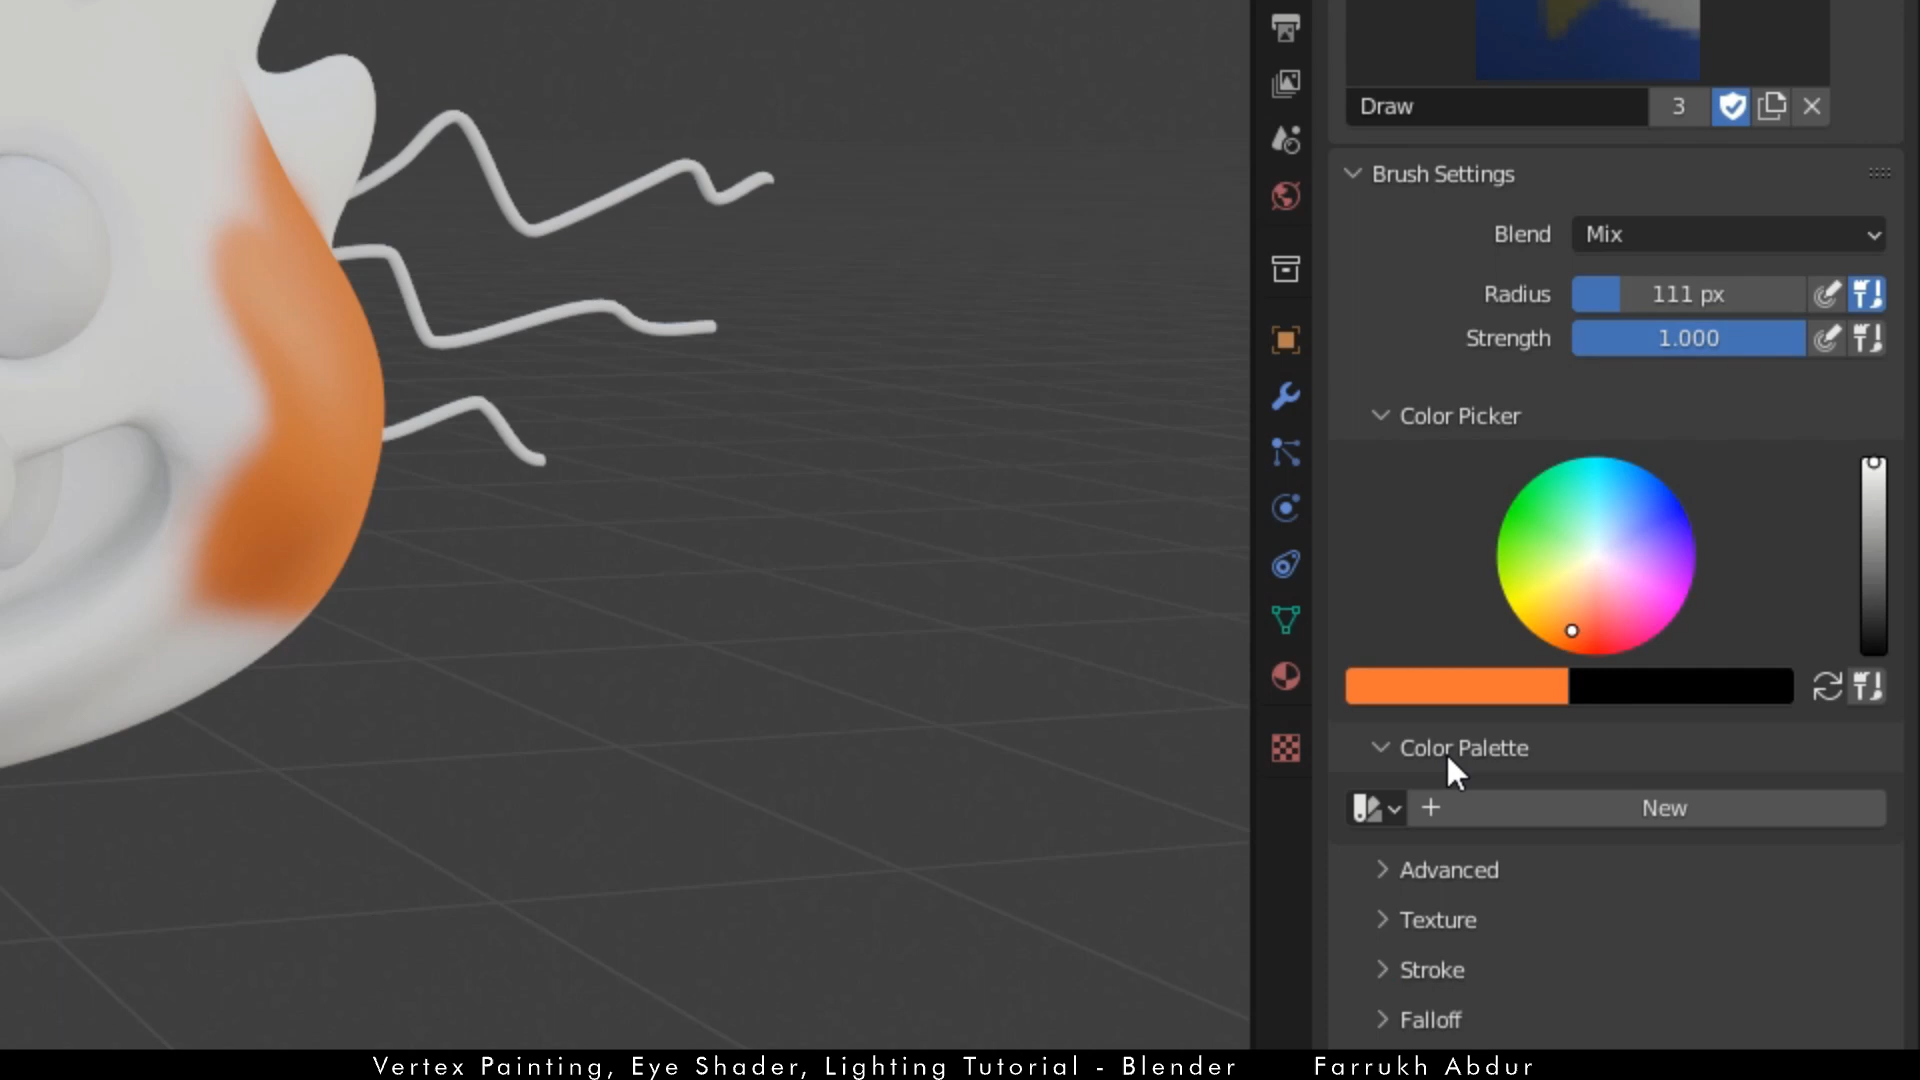 Draw 3
Brush Settings
Blend Mix
Radius 111 px
Strength 1.000
Color Picker
Color Palette
+ New
Advanced
Texture
Stroke
Falloff
Vertex Painting, Eye Shader, Lighting Tutorial - Blender Farrukh Abdur